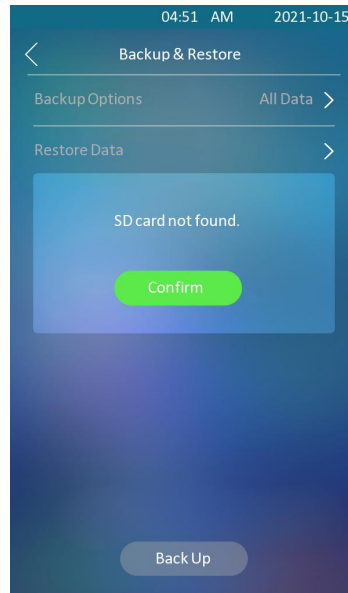 04:51 AM 2021-10-15
Backup & Restore
Backup Options All Data
Restore Data
SD card not found.
Confirm
Back Up